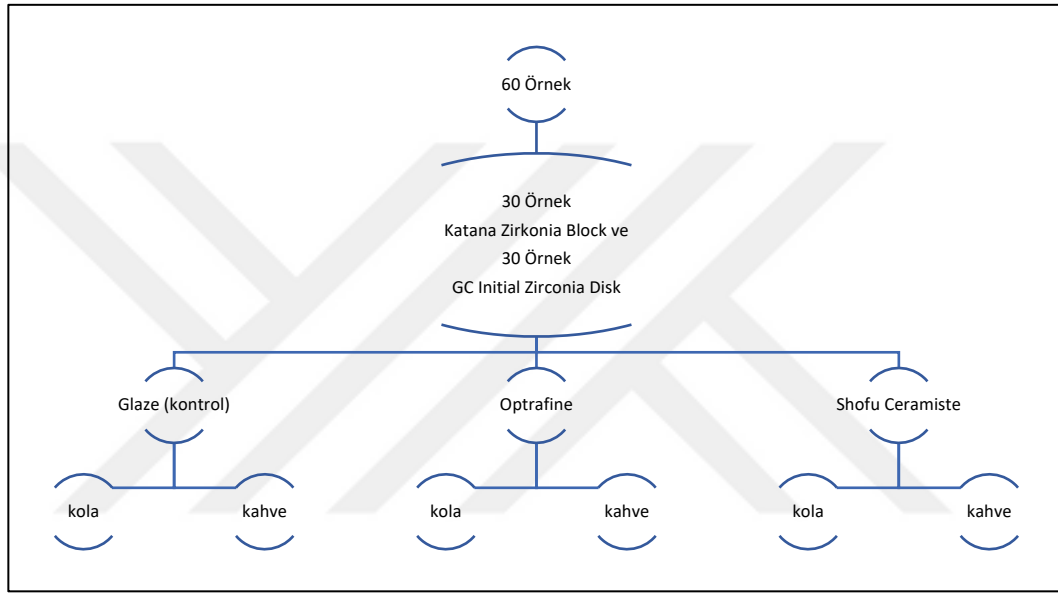 60 Örnek
30 Örnek
Katana Zirkonia Block ve
30 Örnek
GC Initial Zirconia Disk
Glaze (kontrol)
Optrafine
Shofu Ceramiste
kola
kahve
kola
kahve
kola
kahve